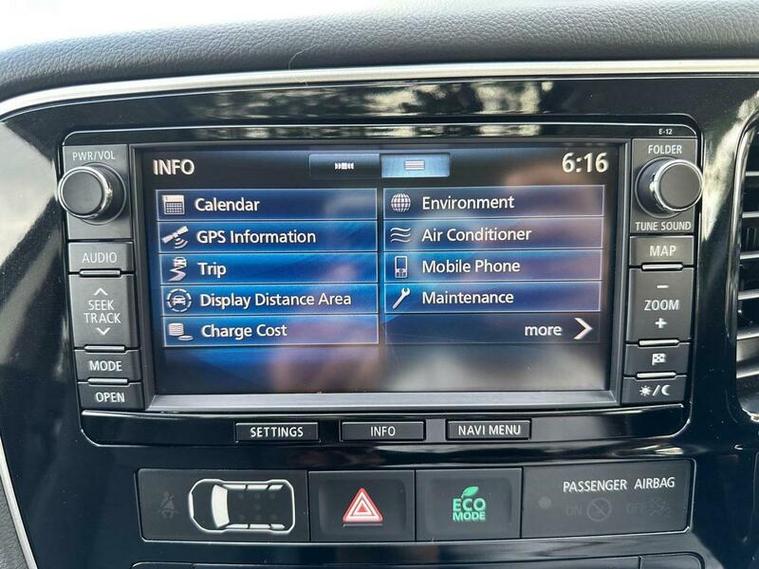 E-12
PWR/VOL
FOLDER
INFO
6:16
Calendar
Environment
TUNE SOUND
GPS Information
Air Conditioner
AUDIO
MAP
Trip
Mobile Phone
SEEK
TRACK
Display Distance Area
Maintenance
ZOOM
Charge Cost
more
MODE
OPEN
SETTINGS
INFO
NAVI MENU
ECO
MODE
PASSENGER AIRBAG
ON
OFF